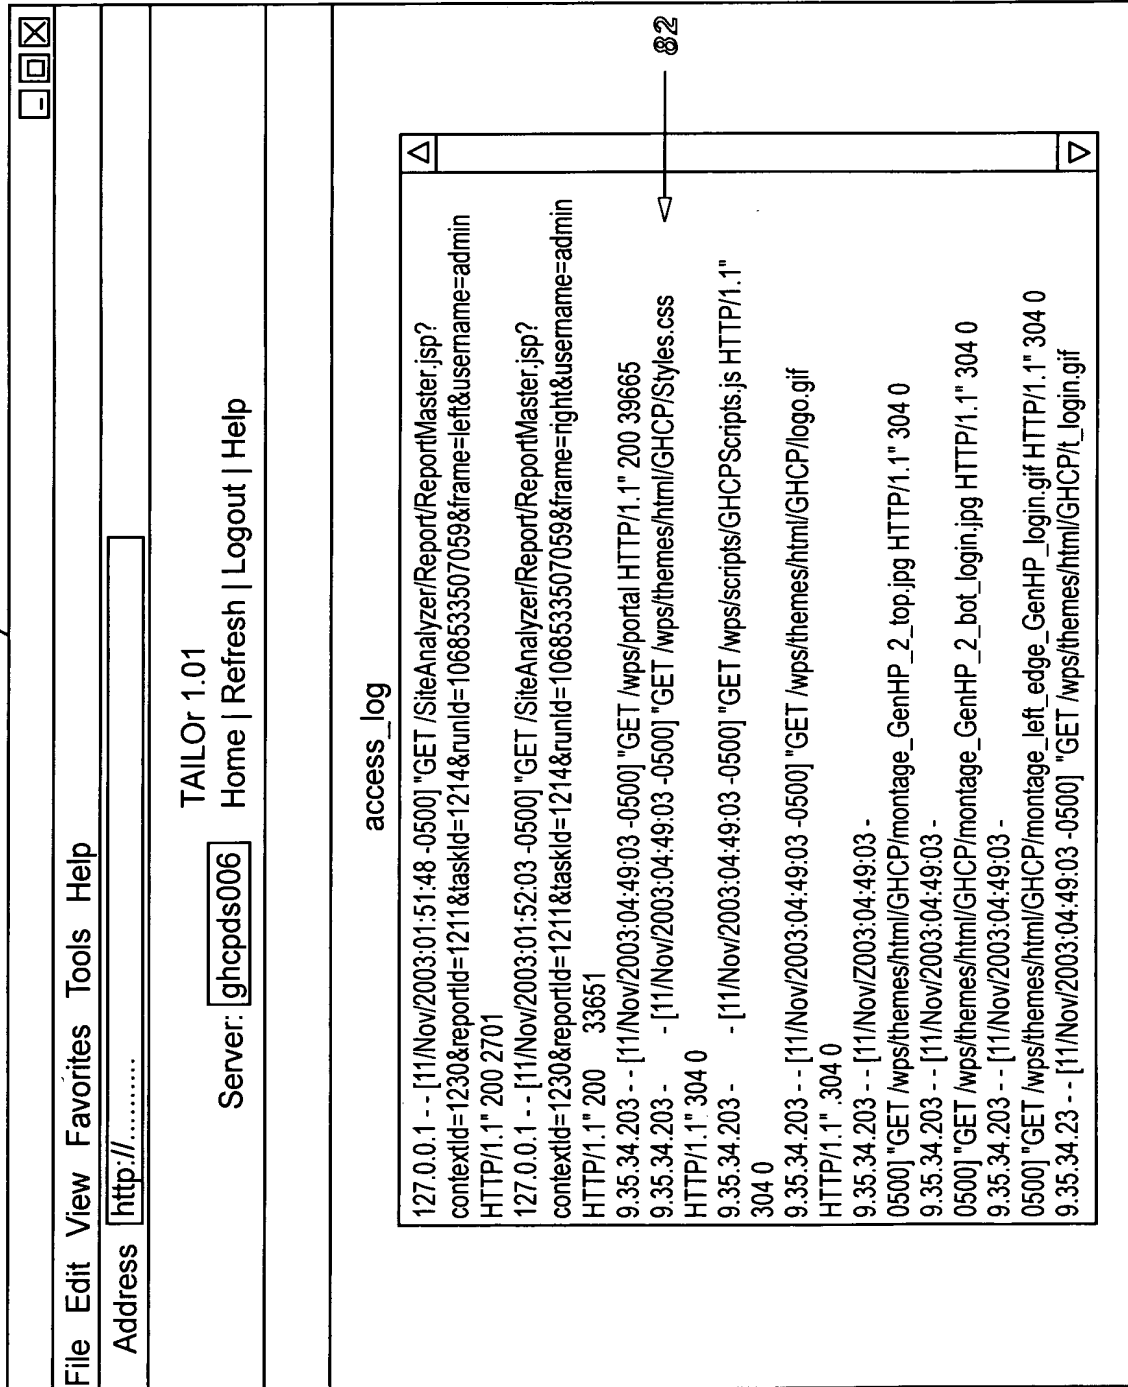 File Edit View Favorites Tools Help
Address http://..........
TAILOr 1.01
Server: ghcpds006 Home | Refresh | Logout | Help
access_log
127.0.0.1 - - [11/Nov/2003:01:51:48 -0500] "GET /SiteAnalyzer/Report/ReportMaster.jsp?
contextId=1230&reportId=1211&taskId=1214&runId=1068533507059&frame=left&username=admin
HTTP/1.1" 200 2701
127.0.0.1 - - [11/Nov/2003:01:52:03 -0500] "GET /SiteAnalyzer/Report/ReportMaster.jsp?
contextId=1230&reportId=1211&taskId=1214&runId=1068533507059&frame=right&username=admin
HTTP/1.1" 200 33651
9.35.34.203 - - [11/Nov/2003:04:49:03 -0500] "GET /wps/portal HTTP/1.1" 200 39665
9.35.34.203 - - [11/Nov/2003:04:49:03 -0500] "GET /wps/themes/html/GHCP/Styles.css
HTTP/1.1" 304 0
9.35.34.203 - - [11/Nov/2003:04:49:03 -0500] "GET /wps/scripts/GHCPScripts.js HTTP/1.1"
304 0
9.35.34.203 - - [11/Nov/2003:04:49:03 -0500] "GET /wps/themes/html/GHCP/logo.gif
HTTP/1.1" .304 0
9.35.34.203 - - [11/Nov/Z003:04:49:03 -
0500] "GET /wps/themes/html/GHCP/montage_GenHP_2_top.jpg HTTP/1.1" 304 0
9.35.34.203 - - [11/Nov/2003:04:49:03 -
0500] "GET /wps/themes/html/GHCP/montage_GenHP_2_bot_login.jpg HTTP/1.1" 304 0
9.35.34.203 - - [11/Nov/2003:04:49:03 -
0500] "GET /wps/themes/html/GHCP/montage_left_edge_GenHP_login.gif HTTP/1.1" 304 0
9.35.34.23 - - [11/Nov/2003:04:49:03 -0500] "GET /wps/themes/html/GHCP/t_login.gif
82